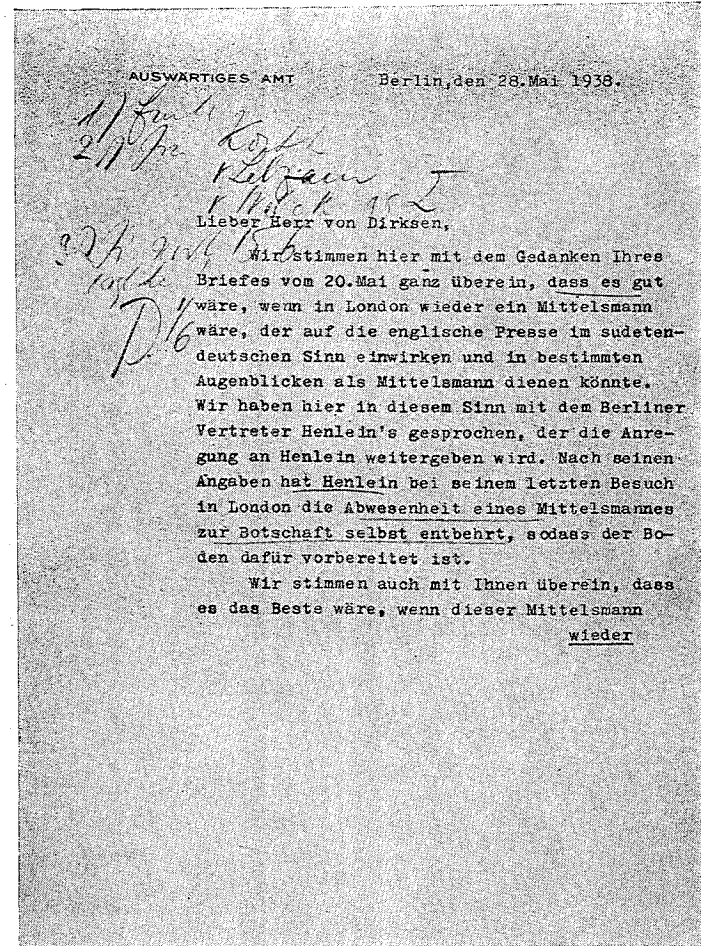 AUSWÄRTIGES AMT
Berlin,den 28.Mai 1938.
1)
2)
Lieber Herr von Dirksen,
Wir stimmen hier mit dem Gedanken Ihres
Briefes vom 20.Mai ganz überein, dass es gut
wäre, wenn in London wieder ein Mittelsmann
wäre, der auf die englische Presse im sudeten-
deutschen Sinn einwirken und in bestimmten
Augenblicken als Mittelsmann dienen könnte.
Wir haben hier in diesem Sinn mit dem Berliner
Vertreter Henlein's gesprochen, der die Anre-
gung an Henlein weitergeben wird. Nach seinen
Angaben hat Henlein bei seinem letzten Besuch
in London die Abwesenheit eines Mittelsmannes
zur Botschaft selbst entbehrt, sodass der Bo-
den dafür vorbereitet ist.
Wir stimmen auch mit Ihnen überein, dass
es das Beste wäre, wenn dieser Mittelsmann
wieder